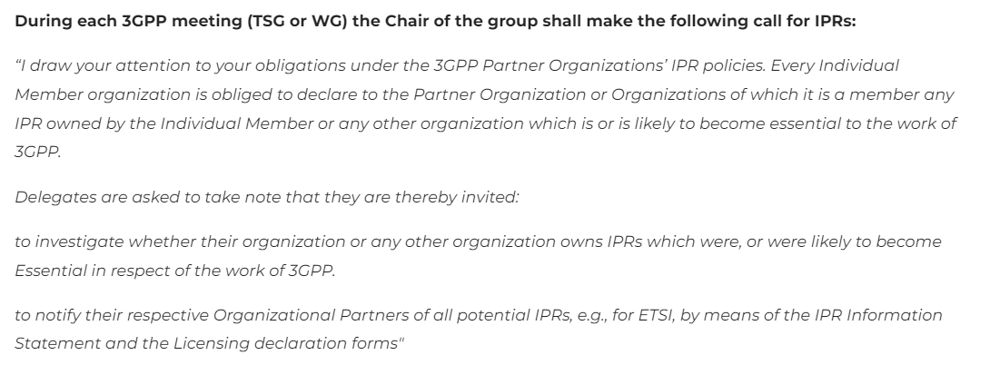 During each 3GPP meeting (TSG or WG) the Chair of the group shall make the following call for IPRs:
“I draw your attention to your obligations under the 3GPP Partner Organizations’ IPR policies. Every Individual
Member organization is obliged to declare to the Partner Organization or Organizations of which it is a member any
IPR owned by the Individual Member or any other organization which is or is likely to become essential to the work of
3GPP.
Delegates are asked to take note that they are thereby invited:
to investigate whether their organization or any other organization owns IPRs which were, or were likely to become
Essential in respect of the work of 3GPP.
to notify their respective Organizational Partners of all potential IPRs, e.g., for ETSI, by means of the IPR Information
Statement and the Licensing declaration forms"